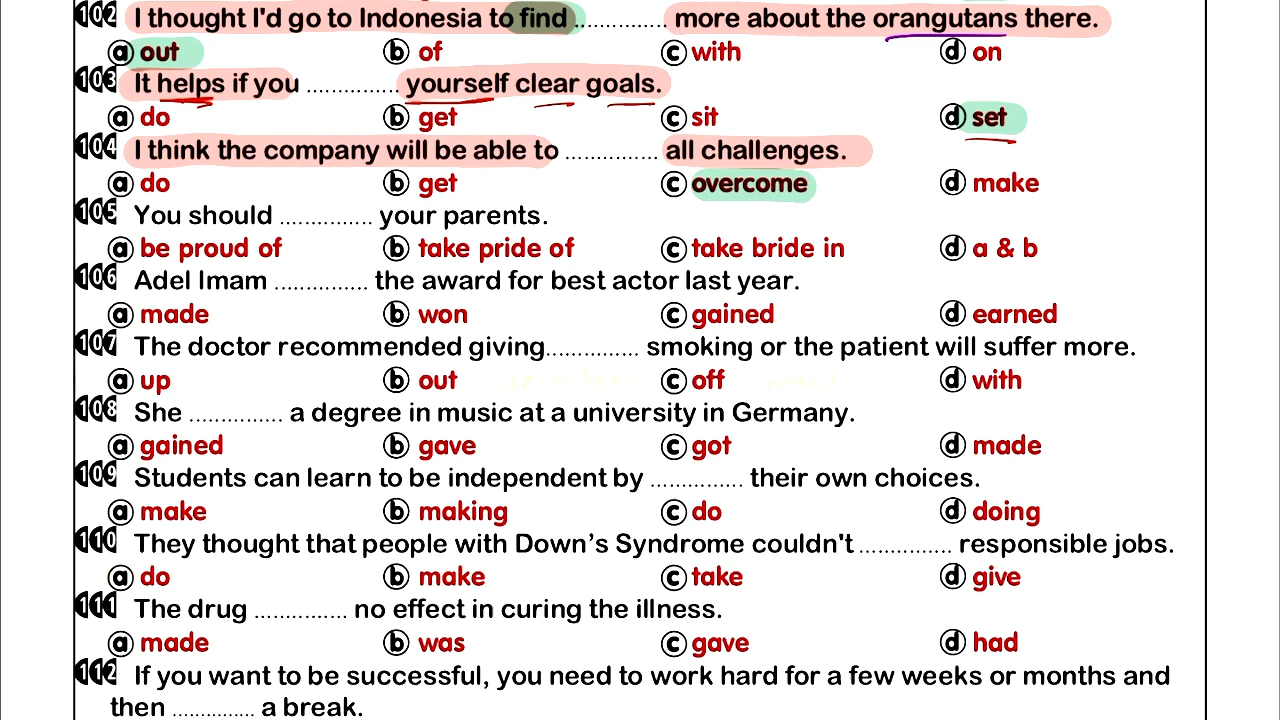 102 I thought I'd go to Indonesia to find ............. more about the orangutans there.
a out b of c with d on
103 It helps if you ............... yourself clear goals.
a do b get c sit d set
104 I think the company will be able to ............... all challenges.
a do b get c overcome d make
105 You should ............... your parents.
a be proud of b take pride of c take bride in d a & b
106 Adel Imam ............... the award for best actor last year.
a made b won c gained d earned
107 The doctor recommended giving............... smoking or the patient will suffer more.
a up b out c off d with
108 She ............... a degree in music at a university in Germany.
a gained b gave c got d made
109 Students can learn to be independent by ............... their own choices.
a make b making c do d doing
110 They thought that people with Down's Syndrome couldn't ............... responsible jobs.
a do b make c take d give
111 The drug ............... no effect in curing the illness.
a made b was c gave d had
112 If you want to be successful, you need to work hard for a few weeks or months and
then .............. a break.